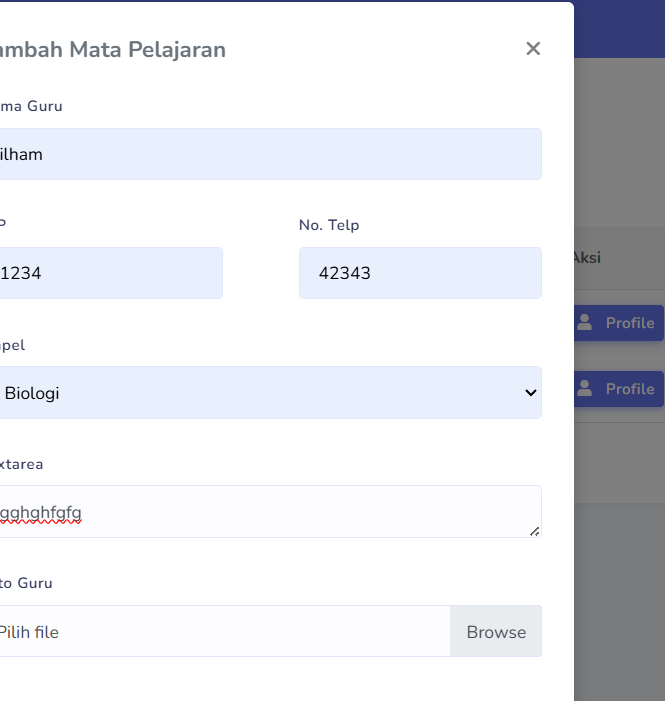 ambah Mata Pelajaran
ma Guru
ilham
P No. Telp
1234 42343
pel
Biologi
xtarea
gghghfgfg
to Guru
Pilih file Browse
Aksi
Profile
Profile